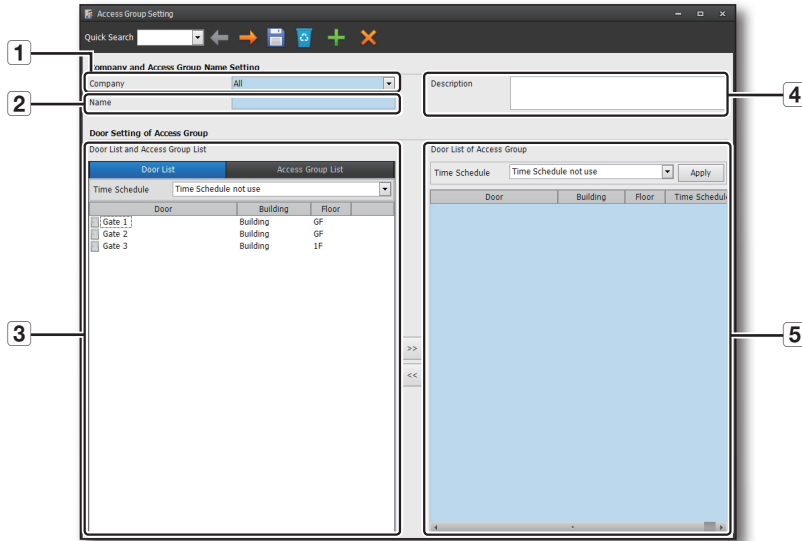 Access Group Setting
Quick Search
1
Company and Access Group Name Setting
Company All
2
Name
Description
4
Door Setting of Access Group
Door List and Access Group List
Door List Access Group List
Time Schedule Time Schedule not use
Door Building Floor
Gate 1 Building GF
Gate 2 Building GF
Gate 3 Building 1F
3
>>
<<
Door List of Access Group
Time Schedule Time Schedule not use Apply
Door Building Floor Time Schedul
5